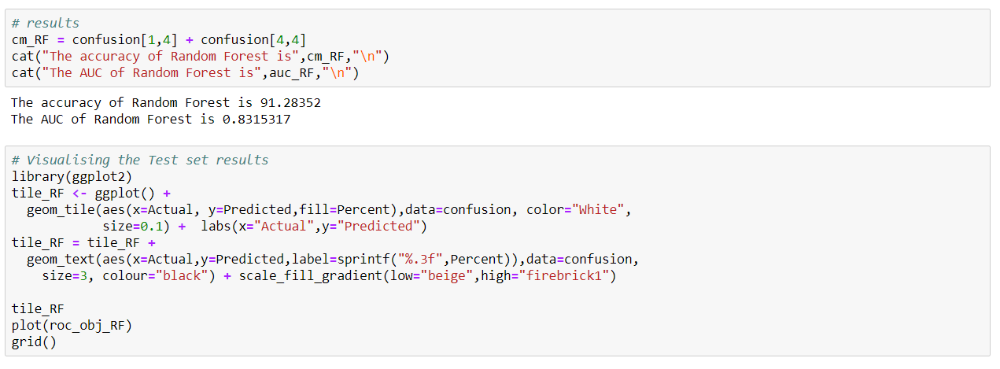 # results
cm_RF = confusion[1,4] + confusion[4,4]
cat("The accuracy of Random Forest is",cm_RF,"\n")
cat("The AUC of Random Forest is",auc_RF,"\n")
The accuracy of Random Forest is 91.28352
The AUC of Random Forest is 0.8315317
# Visualising the Test set results
library(ggplot2)
tile_RF <- ggplot() +
  geom_tile(aes(x=Actual, y=Predicted,fill=Percent),data=confusion, color="White",
            size=0.1) +  labs(x="Actual",y="Predicted")
tile_RF = tile_RF +
  geom_text(aes(x=Actual,y=Predicted,label=sprintf("%.3f",Percent)),data=confusion,
    size=3, colour="black") + scale_fill_gradient(low="beige",high="firebrick1")
tile_RF
plot(roc_obj_RF)
grid()